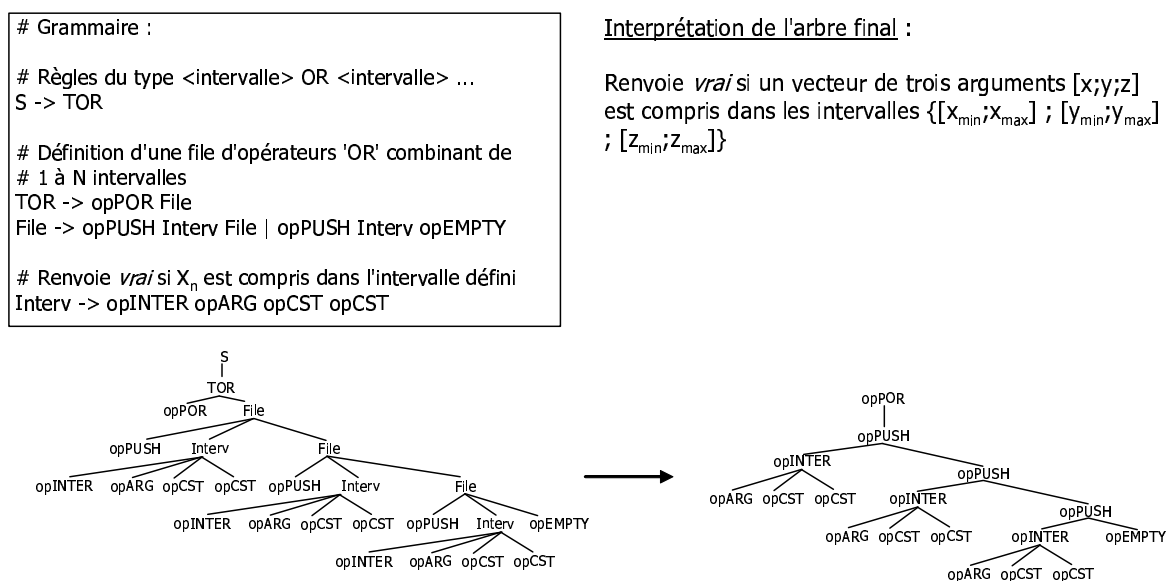 # Grammaire :
# Règles du type <intervalle> OR <intervalle> ...
S -> TOR
# Définition d'une file d'opérateurs 'OR' combinant de
# 1 à N intervalles
TOR -> opPOR File
File -> opPUSH Interv File | opPUSH Interv opEMPTY
# Renvoie vrai si Xn est compris dans l'intervalle défini
Interv -> opINTER opARG opCST opCST
Interprétation de l'arbre final :
Renvoie vrai si un vecteur de trois arguments [x;y;z]
est compris dans les intervalles {[xmin;xmax] ; [ymin;ymax]
; [zmin;zmax]}
S
TOR
opPOR File
opPUSH Interv File
opINTER opARG opCST opCST opPUSH Interv File
opINTER opARG opCST opCST opPUSH Interv opEMPTY
opINTER opARG opCST opCST
opPOR
opPUSH
opINTER opPUSH
opARG opCST opCST opINTER opPUSH
opARG opCST opCST opINTER opEMPTY
opARG opCST opCST